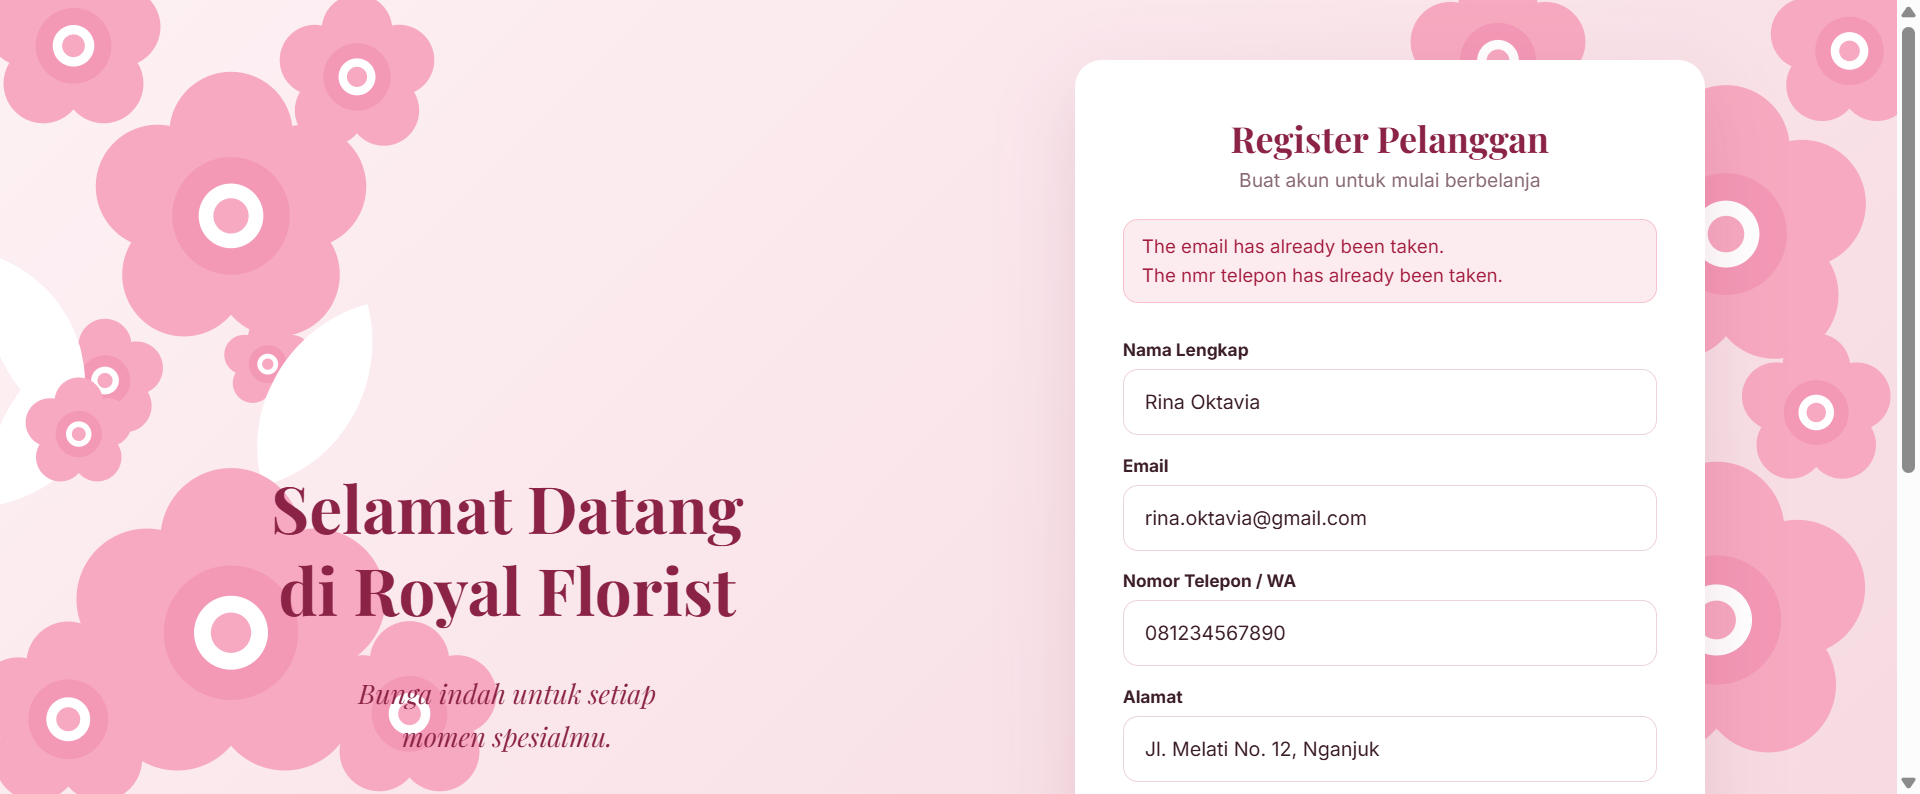 Selamat Datang
di Royal Florist
Bunga indah untuk setiap
momen spesialmu.
Register Pelanggan
Buat akun untuk mulai berbelanja
The email has already been taken.
The nmr telepon has already been taken.
Nama Lengkap
Rina Oktavia
Email
rina.oktavia@gmail.com
Nomor Telepon / WA
081234567890
Alamat
Jl. Melati No. 12, Nganjuk